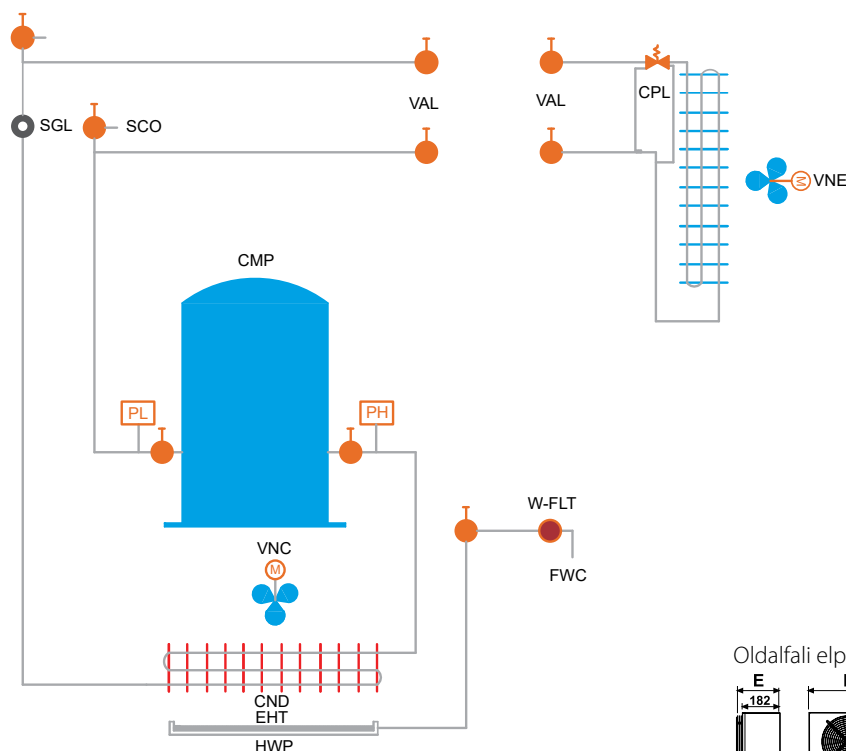 CPL
VAL
VAL
SGL
SCO
M
VNE
CMP
PL
PH
W-FLT
FWC
VNC
M
CND
EHT
HWP
Oldalfali elp
E
182